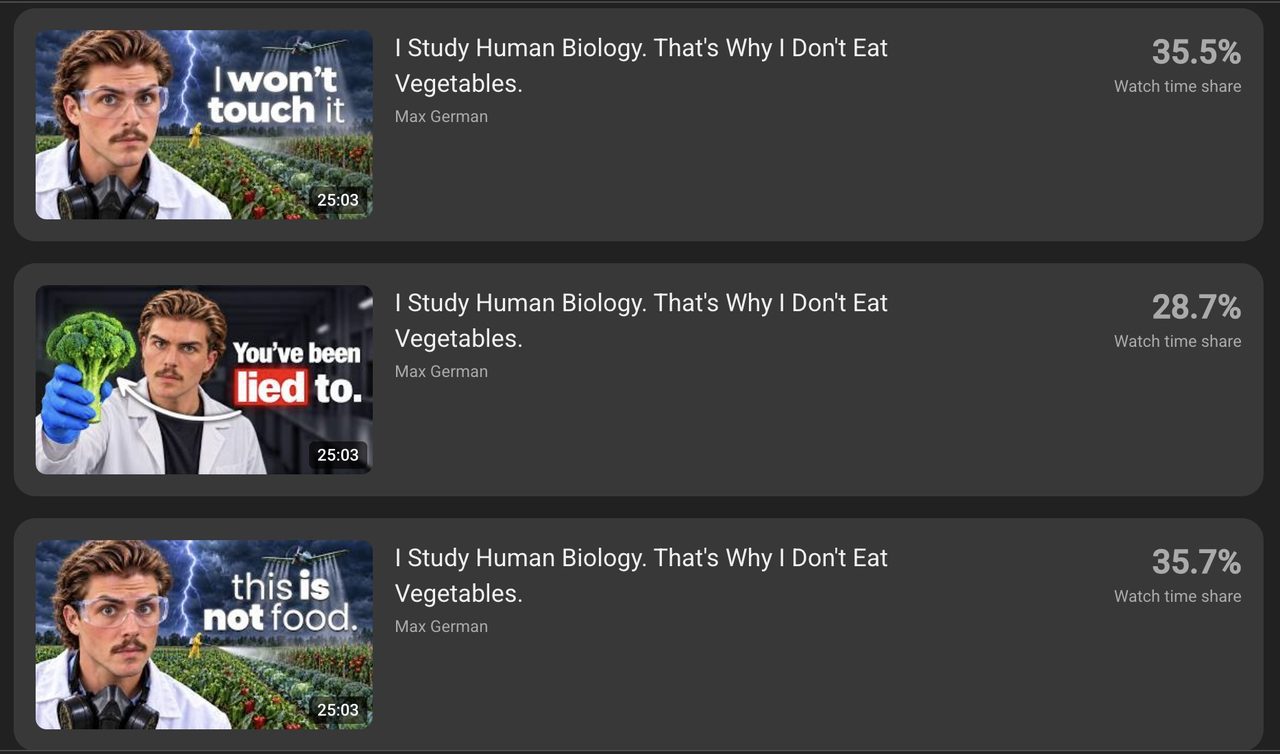 I won't
touch it
25:03
I Study Human Biology. That's Why I Don't Eat
Vegetables.
Max German
35.5%
Watch time share
You've been
lied to.
25:03
I Study Human Biology. That's Why I Don't Eat
Vegetables.
Max German
28.7%
Watch time share
this is
not food.
25:03
I Study Human Biology. That's Why I Don't Eat
Vegetables.
Max German
35.7%
Watch time share